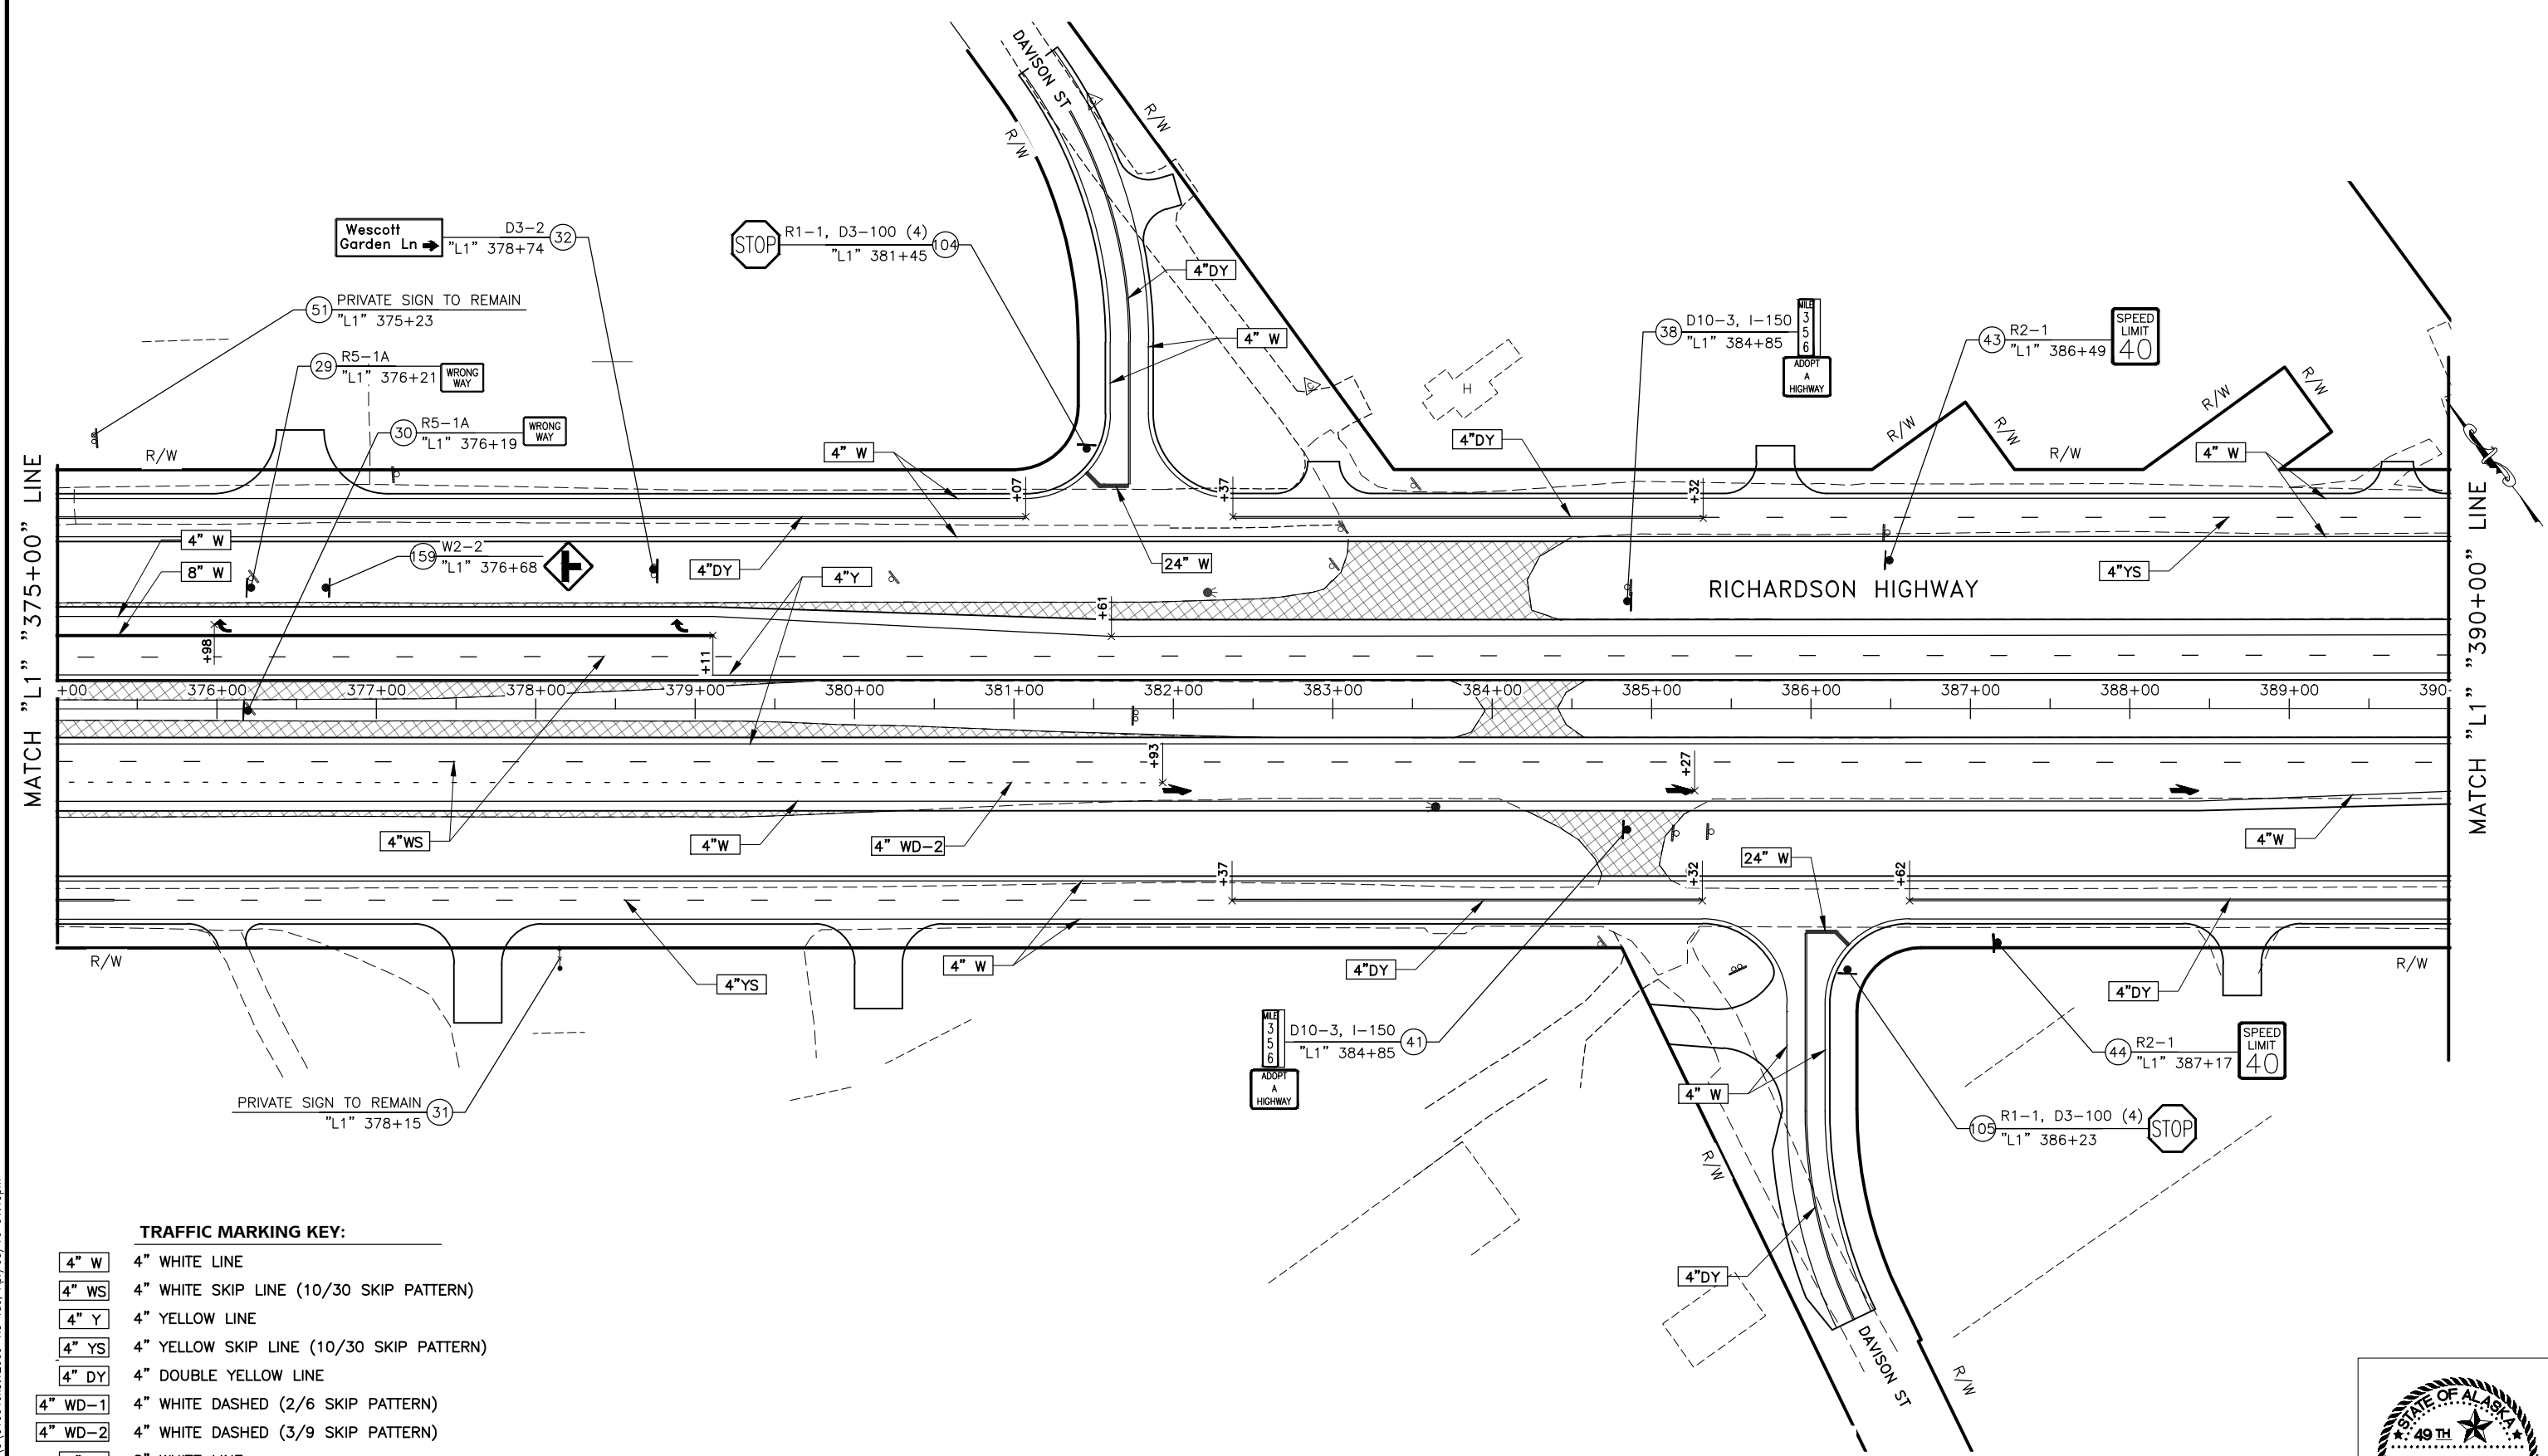 DAVISON ST
R/W
R/W
Wescott
Garden Ln
D3-2
"L1" 378+74
32
STOP
R1-1, D3-100 (4)
"L1" 381+45
104
4"DY
51
PRIVATE SIGN TO REMAIN
"L1" 375+23
4" W
38
D10-3, I-150
"L1" 384+85
MILE
3
5
6
ADOPT
A
HIGHWAY
43
R2-1
"L1" 386+49
SPEED
LIMIT
40
29
R5-1A
"L1" 376+21
WRONG
WAY
H
R/W
R/W
R/W
R/W
30
R5-1A
"L1" 376+19
WRONG
WAY
R/W
4" W
4"DY
R/W
4" W
+07
+37
+32
4" W
8" W
159
W2-2
"L1" 376+68
4"DY
4"Y
24" W
4"YS
RICHARDSON HIGHWAY
+61
+98
+11
MATCH "L1" "375+00" LINE
MATCH "L1" "390+00" LINE
+00 376+00 377+00 378+00 379+00 380+00 381+00 382+00 383+00 384+00 385+00 386+00 387+00 388+00 389+00 390-
+93
+27
4"WS
4"W
4" WD-2
24" W
4"W
+37
+32
+62
R/W
4"YS
4" W
4"DY
4"DY
R/W
MILE
3
5
6
D10-3, I-150
"L1" 384+85
41
ADOPT
A
HIGHWAY
44
R2-1
"L1" 387+17
SPEED
LIMIT
40
PRIVATE SIGN TO REMAIN
"L1" 378+15
31
4" W
105
R1-1, D3-100 (4)
"L1" 386+23
STOP
R/W
4"DY
DAVISON ST
R/W
TRAFFIC MARKING KEY:
4" W 4" WHITE LINE
4" WS 4" WHITE SKIP LINE (10/30 SKIP PATTERN)
4" Y 4" YELLOW LINE
4" YS 4" YELLOW SKIP LINE (10/30 SKIP PATTERN)
4" DY 4" DOUBLE YELLOW LINE
4" WD-1 4" WHITE DASHED (2/6 SKIP PATTERN)
4" WD-2 4" WHITE DASHED (3/9 SKIP PATTERN)
STATE OF ALASKA
49 TH